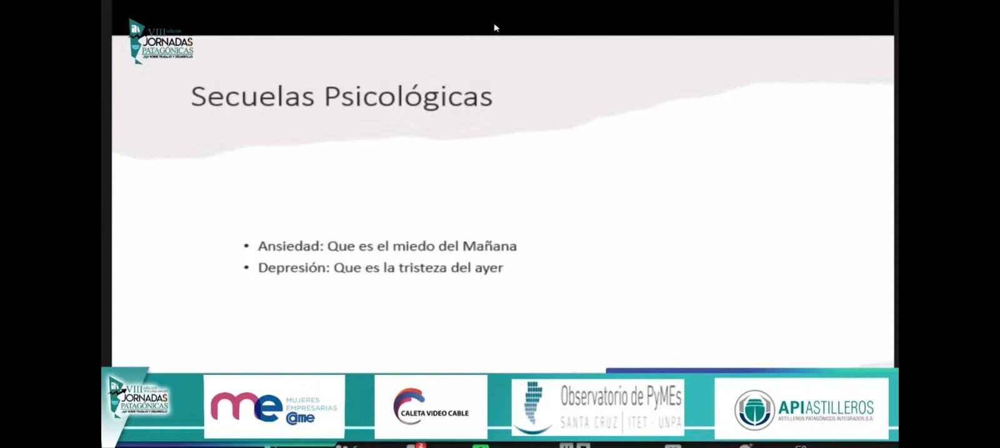 VIII edición
JORNADAS
PATAGÓNICAS
SOBRE TRABAJO Y DESARROLLO
Secuelas Psicológicas
• Ansiedad: Que es el miedo del Mañana
• Depresión: Que es la tristeza del ayer
VIII edición
JORNADAS
PATAGÓNICAS
SOBRE TRABAJO Y DESARROLLO
me MUJERES
EMPRESARIAS
@me
CALETA VIDEO CABLE
Observatorio de PyMEs
SANTA CRUZ | ITET - UNPA
APIASTILLEROS
ASTILLEROS PATAGÓNICOS INTEGRADOS S.A.
2